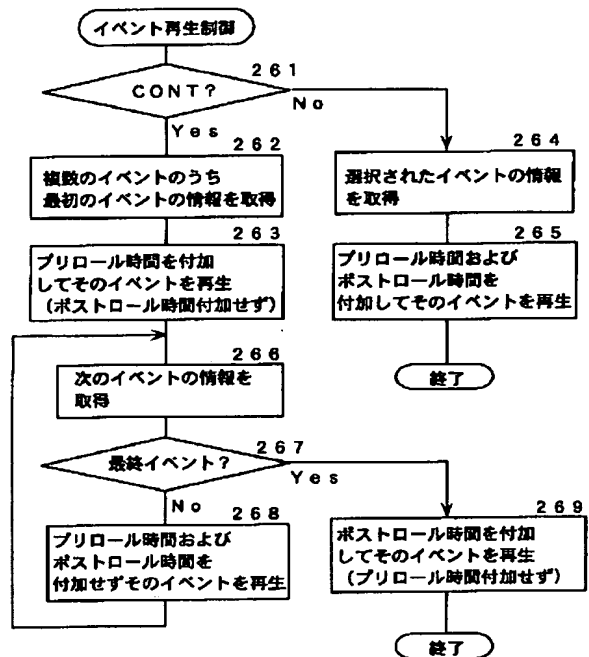 イベント再生制御
261
CONT?
No
Yes
262
複数のイベントのうち
最初のイベントの情報を取得
263
プリロール時間を付加
してそのイベントを再生
(ポストロール時間付加せず)
264
選択されたイベントの情報
を取得
265
プリロール時間および
ポストロール時間を
付加してそのイベントを再生
終了
266
次のイベントの情報を
取得
267
最終イベント?
Yes
No
268
プリロール時間および
ポストロール時間を
付加せずそのイベントを再生
269
ポストロール時間を付加
してそのイベントを再生
(プリロール時間付加せず)
終了